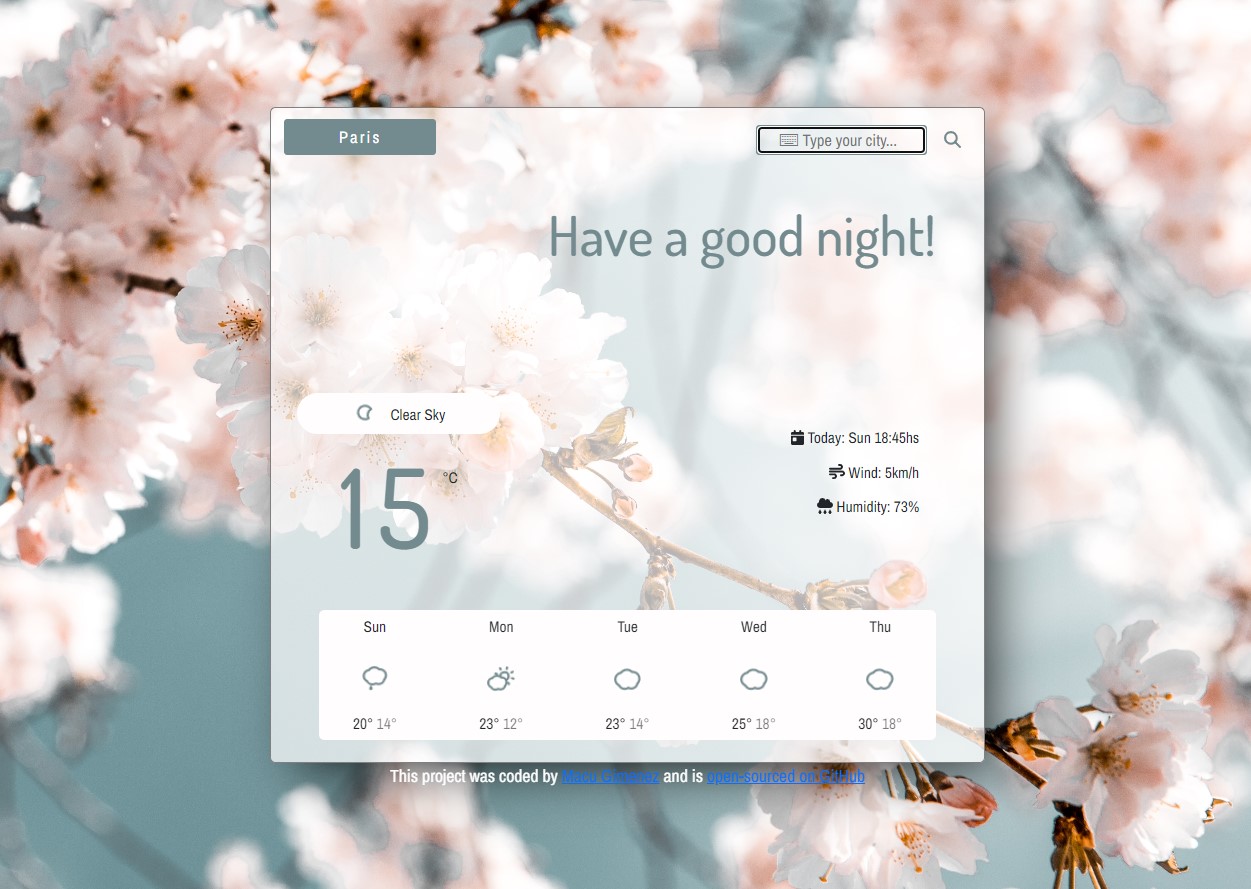 Paris
Type your city...
Have a good night!
Clear Sky
15 °C
Today: Sun 18:45hs
Wind: 5km/h
Humidity: 73%
Sun Mon Tue Wed Thu
20° 14° 23° 12° 23° 14° 25° 18° 30° 18°
This project was coded by Macu Gimenez and is open-sourced on GitHub